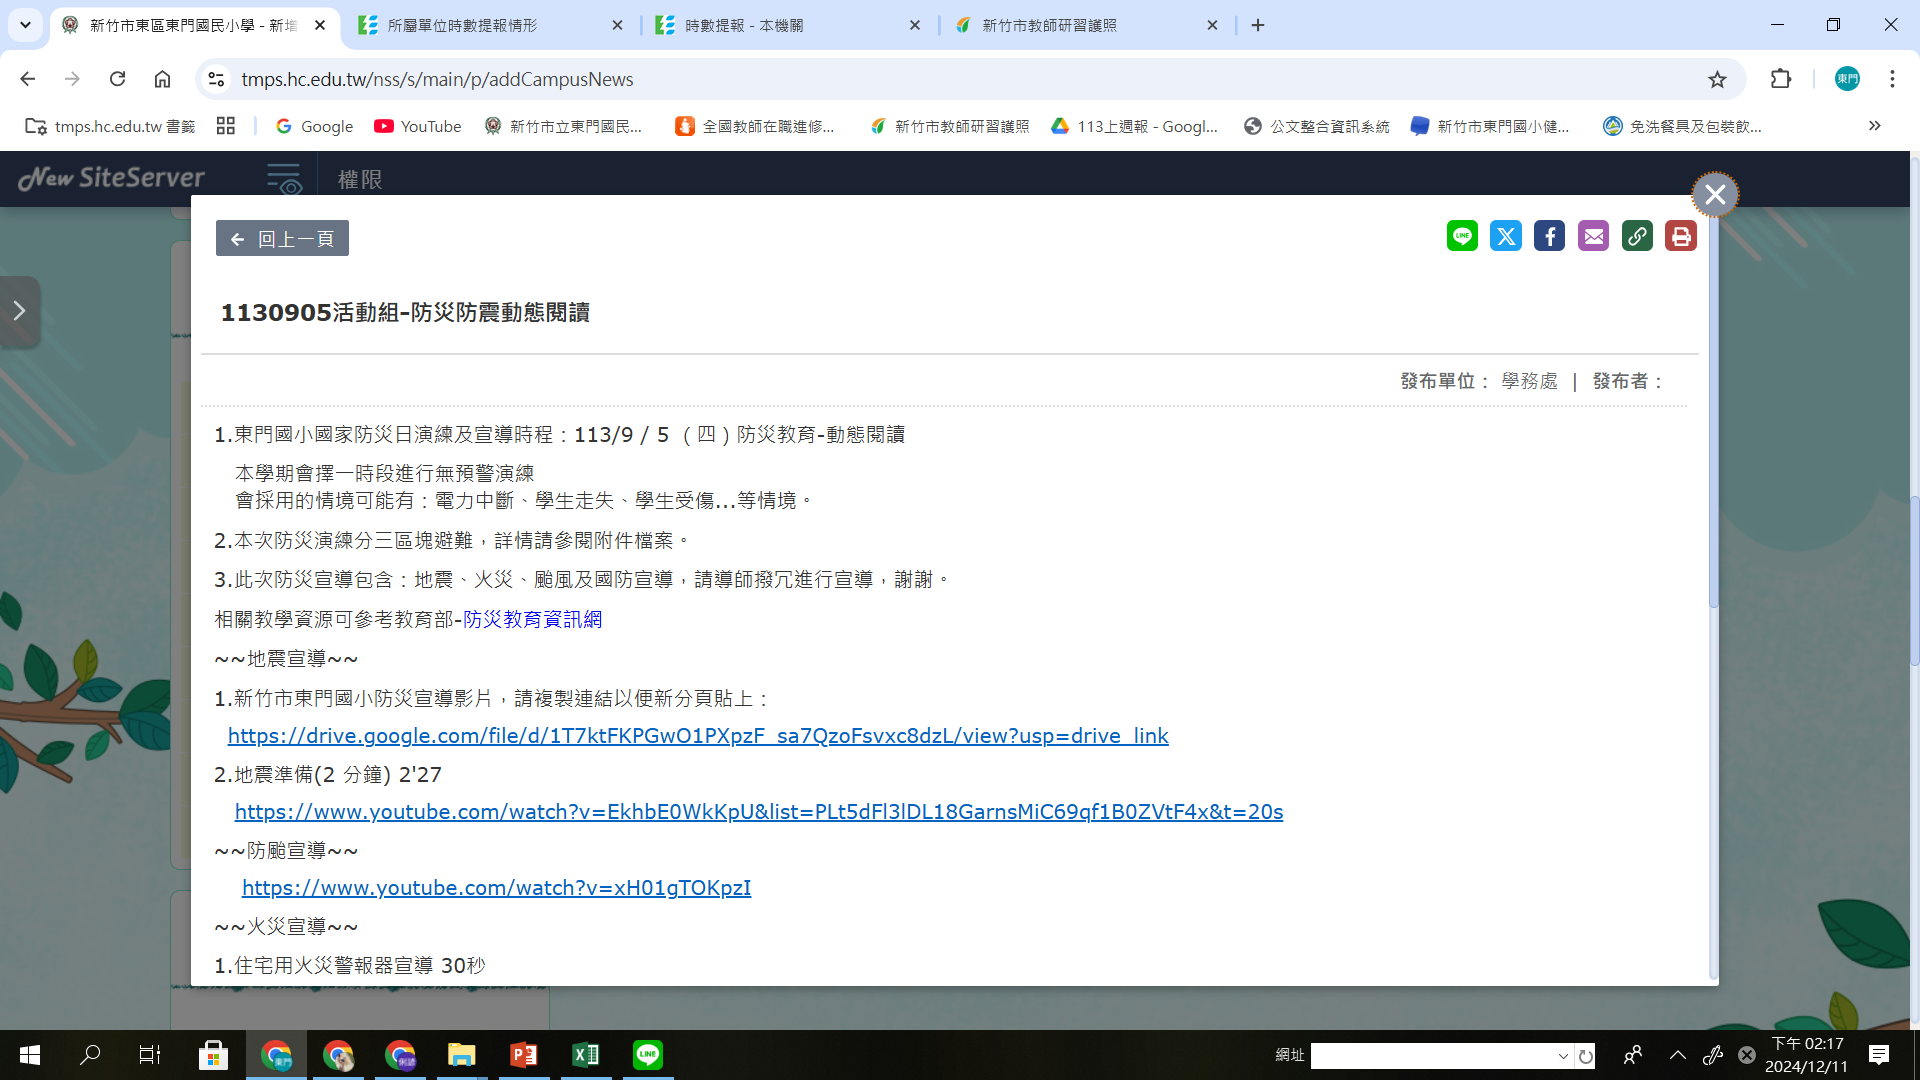 新竹市東區東門國民小學 - 新增
所屬單位時數提報情形
時數提報 - 本機關
新竹市教師研習護照
tmps.hc.edu.tw/nss/s/main/p/addCampusNews
東門
tmps.hc.edu.tw 書籤
Google
YouTube
新竹市立東門國民...
全國教師在職進修...
新竹市教師研習護照
113上週報 - Googl...
公文整合資訊系統
新竹市東門國小健...
免洗餐具及包裝飲...
New SiteServer
權限
回上一頁
1130905活動組-防災防震動態閱讀
發布單位： 學務處 | 發布者：
1.東門國小國家防災日演練及宣導時程：113/9 / 5 （四）防災教育-動態閱讀
本學期會擇一時段進行無預警演練
會採用的情境可能有：電力中斷、學生走失、學生受傷...等情境。
2.本次防災演練分三區塊避難，詳情請參閱附件檔案。
3.此次防災宣導包含：地震、火災、颱風及國防宣導，請導師撥冗進行宣導，謝謝。
相關教學資源可參考教育部-防災教育資訊網
~~地震宣導~~
1.新竹市東門國小防災宣導影片，請複製連結以便新分頁貼上：
https://drive.google.com/file/d/1T7ktFKPGwO1PXpzF_sa7QzoFsvxc8dzL/view?usp=drive_link
2.地震準備(2 分鐘) 2'27
https://www.youtube.com/watch?v=EkhbE0WkKpU&list=PLt5dFl3lDL18GarnsMiC69qf1B0ZVtF4x&t=20s
~~防颱宣導~~
https://www.youtube.com/watch?v=xH01gTOKpzI
~~火災宣導~~
1.住宅用火災警報器宣導 30秒
網址
下午 02:17
2024/12/11